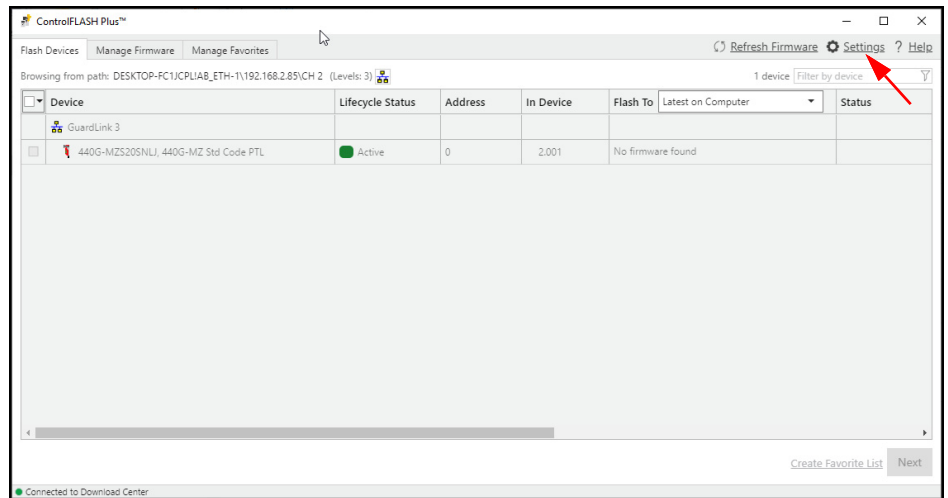 ControlFLASH Plus™
Flash Devices Manage Firmware Manage Favorites Refresh Firmware Settings ? Help
Browsing from path: DESKTOP-FC1JCPL!AB_ETH-1\192.168.2.85\CH 2 (Levels: 3) 1 device Filter by device
Device Lifecycle Status Address In Device Flash To Latest on Computer Status
GuardLink 3
440G-MZS20SNLJ, 440G-MZ Std Code PTL Active 0 2.001 No firmware found
Create Favorite List Next
Connected to Download Center